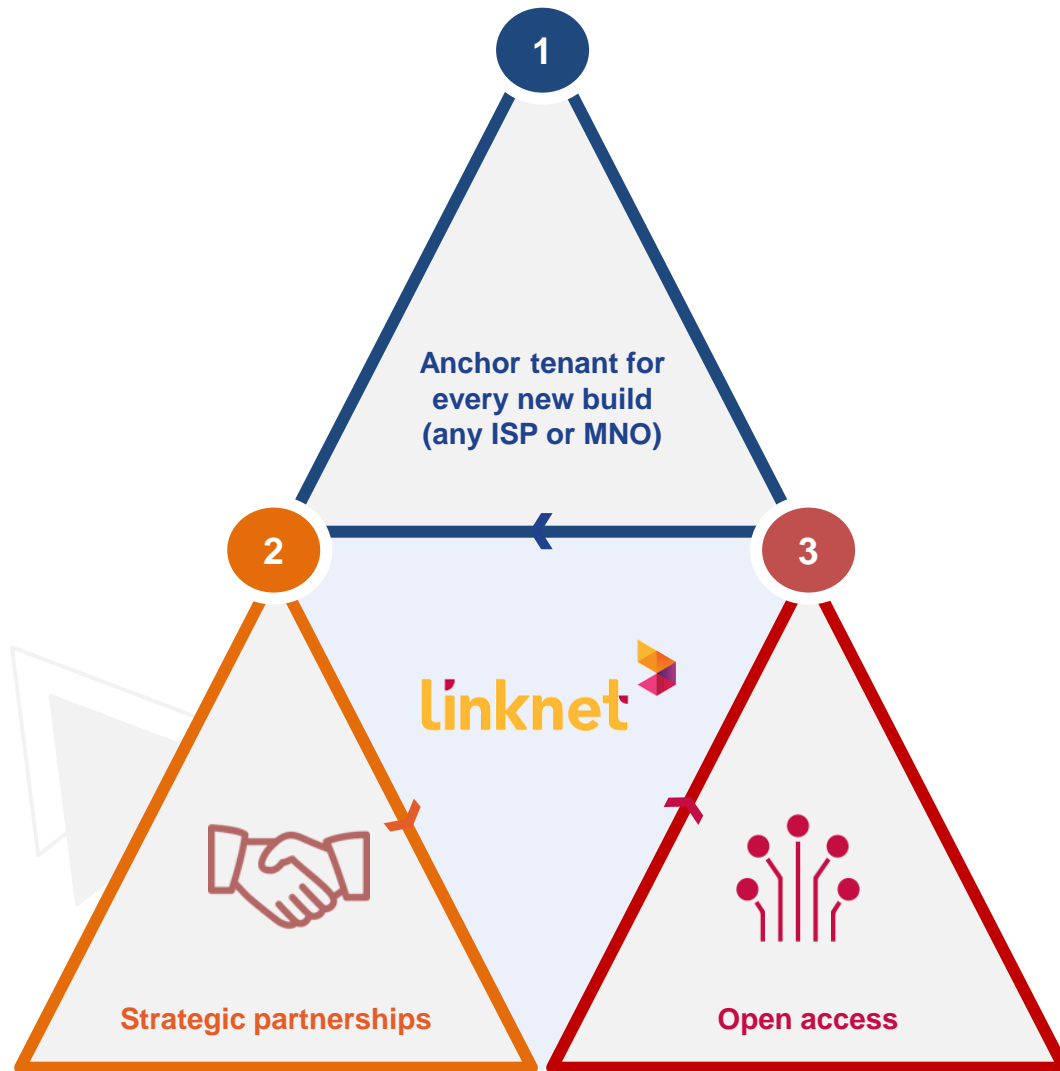 1
Anchor tenant for
every new build
(any ISP or MNO)
2
3
linknet
Strategic partnerships
Open access